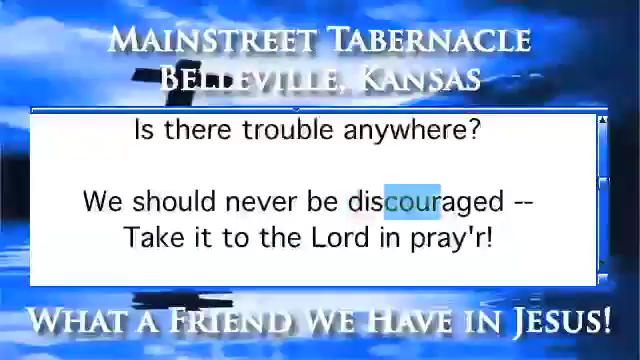 MAINSTREET TABERNACLE
BELLEVILLE, KANSAS
Is there trouble anywhere?
We should never be discouraged --
Take it to the Lord in pray'r!
WHAT A FRIEND WE HAVE IN JESUS!